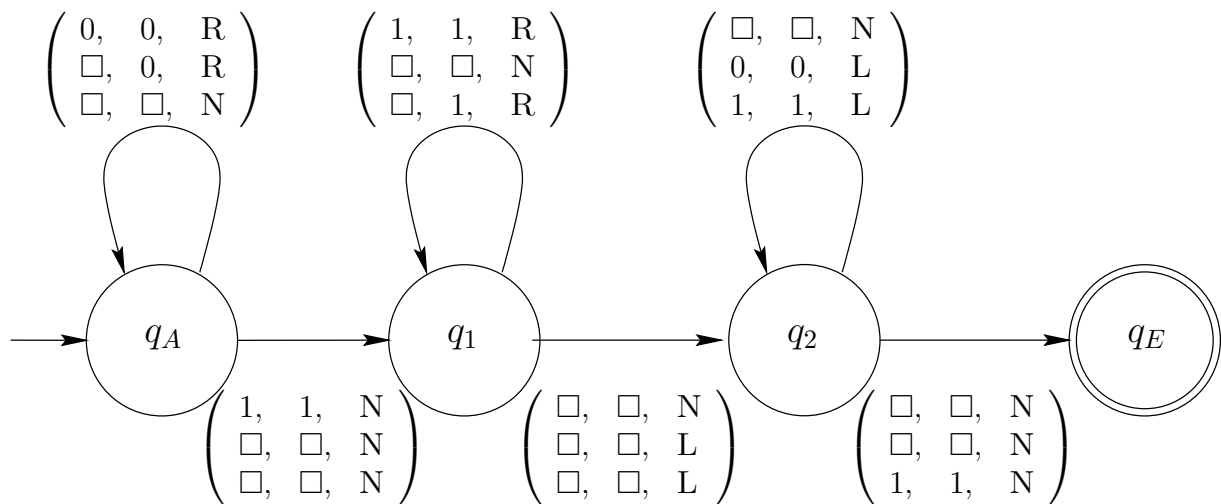 0, 0, R
□, 0, R
□, □, N
1, 1, R
□, □, N
□, 1, R
□, □, N
0, 0, L
1, 1, L
q_A
q_1
q_2
q_E
1, 1, N
□, □, N
□, □, N
□, □, N
□, □, L
□, □, L
□, □, N
□, □, N
1, 1, N